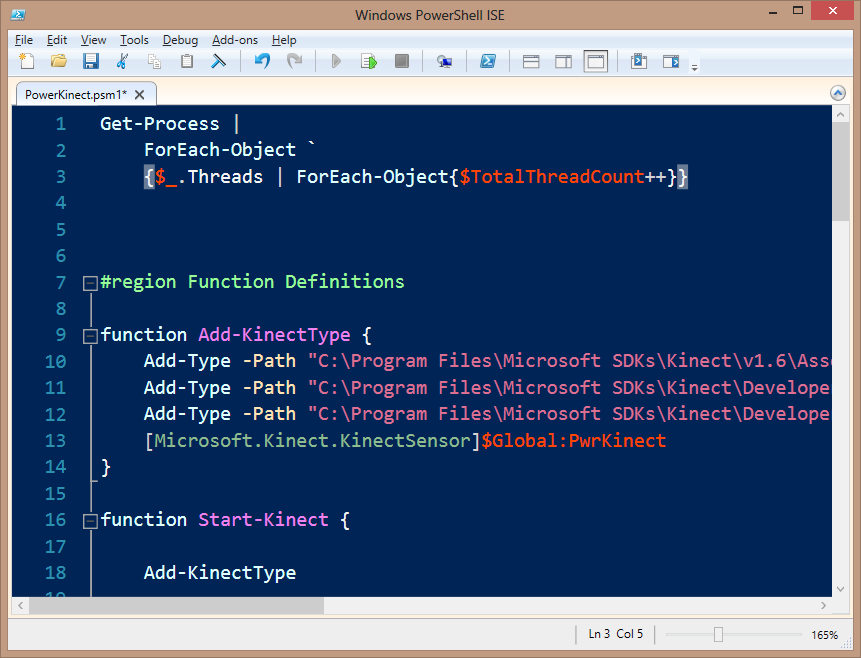 Windows PowerShell ISE
File Edit View Tools Debug Add-ons Help
PowerKinect.psm1*
1 Get-Process |
2 ForEach-Object `
3 {$_.Threads | ForEach-Object{$TotalThreadCount++}}
4
5
6
7 #region Function Definitions
8
9 function Add-KinectType {
10 Add-Type -Path "C:\Program Files\Microsoft SDKs\Kinect\v1.6\Ass
11 Add-Type -Path "C:\Program Files\Microsoft SDKs\Kinect\Develope
12 Add-Type -Path "C:\Program Files\Microsoft SDKs\Kinect\Develope
13 [Microsoft.Kinect.KinectSensor]$Global:PwrKinect
14 }
15
16 function Start-Kinect {
17
18 Add-KinectType
Ln 3 Col 5 165%